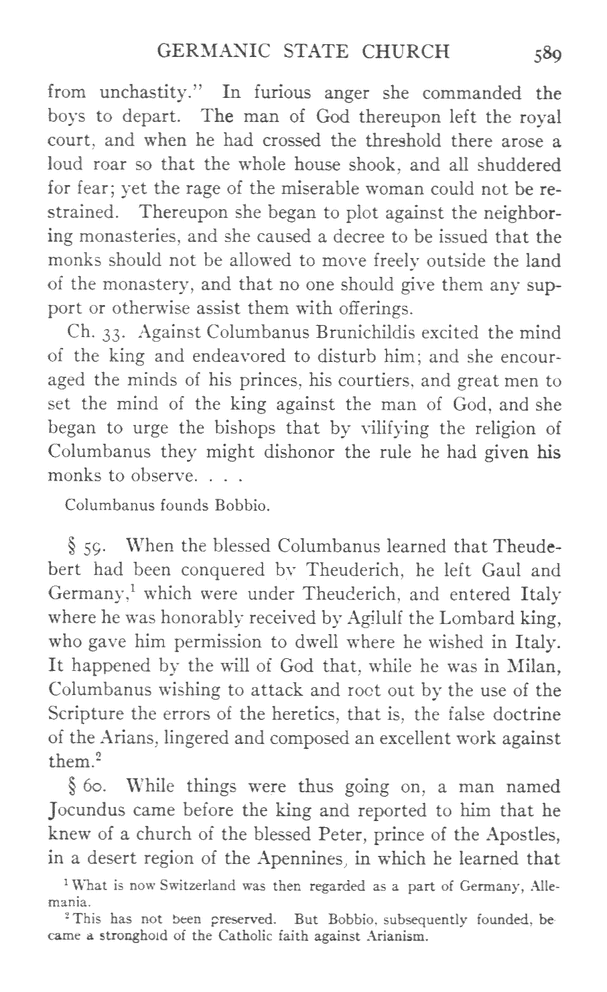 GERMANIC STATE CHURCH 589
from unchastity.” In furious anger she commanded the
boys to depart. The man of God thereupon left the royal
court, and when he had crossed the threshold there arose a
loud roar so that the whole house shook, and all shuddered
for fear; yet the rage of the miserable woman could not be re-
strained. Thereupon she began to plot against the neighbor-
ing monasteries, and she caused a decree to be issued that the
monks should not be allowed to move freely outside the land
of the monastery, and that no one should give them any sup-
port or otherwise assist them with offerings.
Ch. 33. Against Columbanus Brunichildis excited the mind
of the king and endeavored to disturb him; and she encour-
aged the minds of his princes, his courtiers, and great men to
set the mind of the king against the man of God, and she
began to urge the bishops that by vilifying the religion of
Columbanus they might dishonor the rule he had given his
monks to observe. . . .
Columbanus founds Bobbio.
§ 59. When the blessed Columbanus learned that Theude-
bert had been conquered by Theuderich, he left Gaul and
Germany,¹ which were under Theuderich, and entered Italy
where he was honorably received by Agilulf the Lombard king,
who gave him permission to dwell where he wished in Italy.
It happened by the will of God that, while he was in Milan,
Columbanus wishing to attack and root out by the use of the
Scripture the errors of the heretics, that is, the false doctrine
of the Arians, lingered and composed an excellent work against
them.²
§ 60. While things were thus going on, a man named
Jocundus came before the king and reported to him that he
knew of a church of the blessed Peter, prince of the Apostles,
in a desert region of the Apennines, in which he learned that
¹ What is now Switzerland was then regarded as a part of Germany, Alle-
mania.
² This has not been preserved. But Bobbio, subsequently founded, be
came a stronghold of the Catholic faith against Arianism.